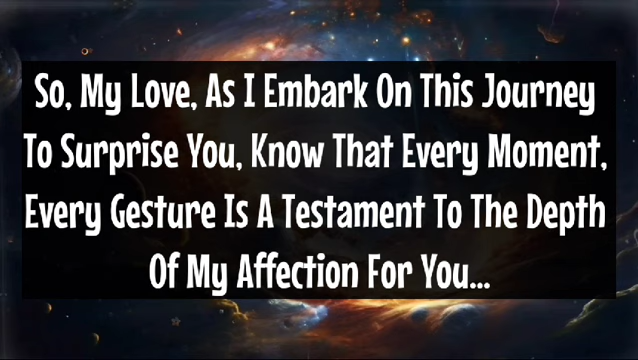 So, My Love, As I Embark On This Journey
To Surprise You, Know That Every Moment,
Every Gesture Is A Testament To The Depth
Of My Affection For You...